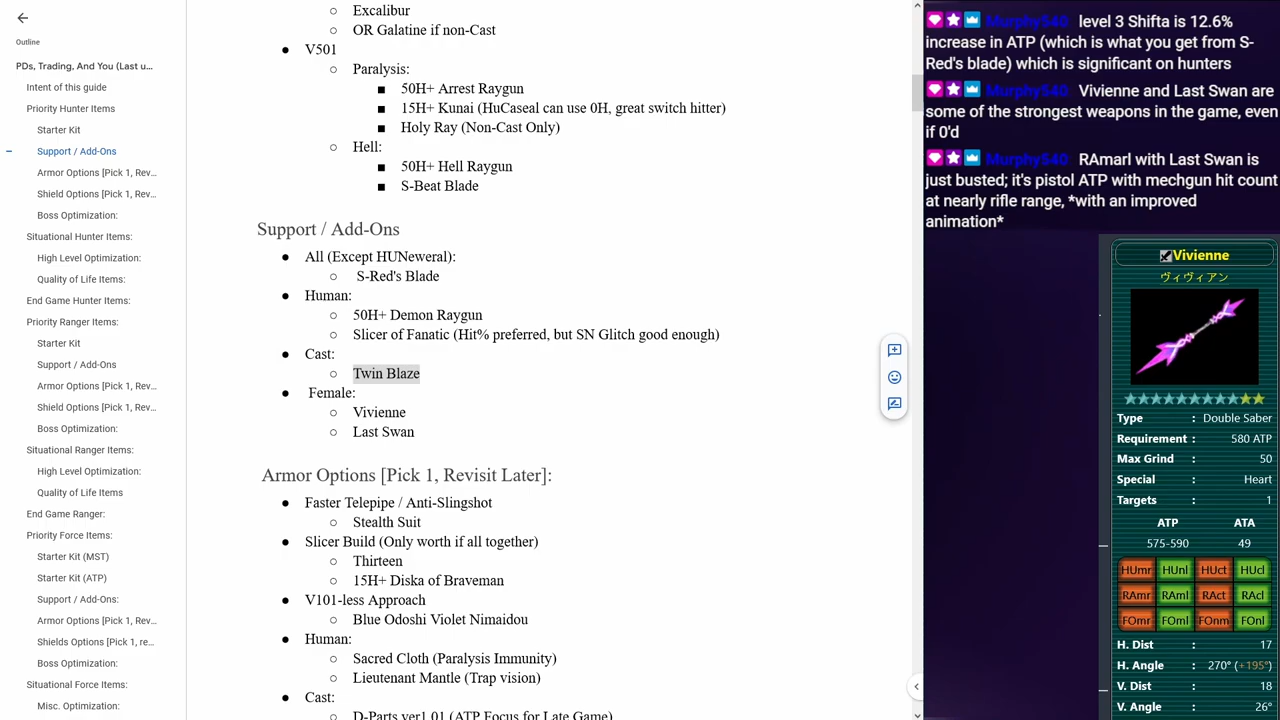 Outline
PDs, Trading, And You (Last u...
Intent of this guide
Priority Hunter Items
Starter Kit
Support / Add-Ons
Armor Options [Pick 1, Rev...
Shield Options [Pick 1, Rev...
Boss Optimization:
Situational Hunter Items:
High Level Optimization:
Quality of Life Items:
End Game Hunter Items:
Priority Ranger Items:
Starter Kit
Support / Add-Ons
Armor Options [Pick 1, Rev...
Shield Options [Pick 1, Rev...
Boss Optimization:
Situational Ranger Items:
High Level Optimization:
Quality of Life Items
End Game Ranger:
Priority Force Items:
Starter Kit (MST)
Starter Kit (ATP)
Support / Add-Ons:
Armor Options [Pick 1, Rev...
Shields Options [Pick 1, re...
Boss Optimization:
Situational Force Items:
Misc. Optimization:
Excalibur
OR Galatine if non-Cast
V501
Paralysis:
50H+ Arrest Raygun
15H+ Kunai (HuCaseal can use 0H, great switch hitter)
Holy Ray (Non-Cast Only)
Hell:
50H+ Hell Raygun
S-Beat Blade
Support / Add-Ons
All (Except HUNeweral):
S-Red's Blade
Human:
50H+ Demon Raygun
Slicer of Fanatic (Hit% preferred, but SN Glitch good enough)
Cast:
Twin Blaze
Female:
Vivienne
Last Swan
Armor Options [Pick 1, Revisit Later]:
Faster Telepipe / Anti-Slingshot
Stealth Suit
Slicer Build (Only worth if all together)
Thirteen
15H+ Diska of Braveman
V101-less Approach
Blue Odoshi Violet Nimaidou
Human:
Sacred Cloth (Paralysis Immunity)
Lieutenant Mantle (Trap vision)
Cast:
D-Parts ver1.01 (ATP Focus for Late Game)
Murphy540 level 3 Shifta is 12.6%
increase in ATP (which is what you get from S-
Red's blade) which is significant on hunters
Murphy540 Vivienne and Last Swan are
some of the strongest weapons in the game, even
if 0'd
Murphy540 RAmarl with Last Swan is
just busted; it's pistol ATP with mechgun hit count
at nearly rifle range, *with an improved
animation*
Vivienne
ヴィヴィアン
Type : Double Saber
Requirement : 580 ATP
Max Grind : 50
Special : Heart
Targets : 1
ATP ATA
575-590 49
HUmr HUnl HUct HUcl
RAmr RAml RAct RAcl
FOmr FOml FOnm FOnl
H. Dist : 17
H. Angle : 270° (+195°)
V. Dist : 18
V. Angle : 26°